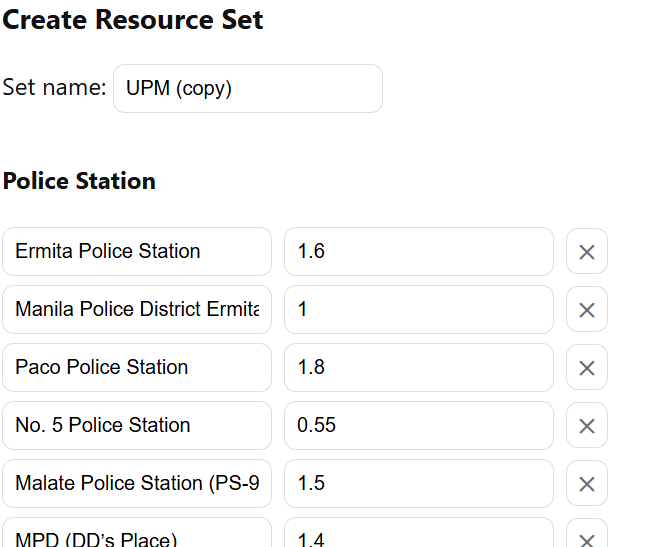 Create Resource Set
Set name: UPM (copy)
Police Station
Ermita Police Station 1.6
Manila Police District Ermita 1
Paco Police Station 1.8
No. 5 Police Station 0.55
Malate Police Station (PS-9 1.5
MPD (DD’s Place) 1.4